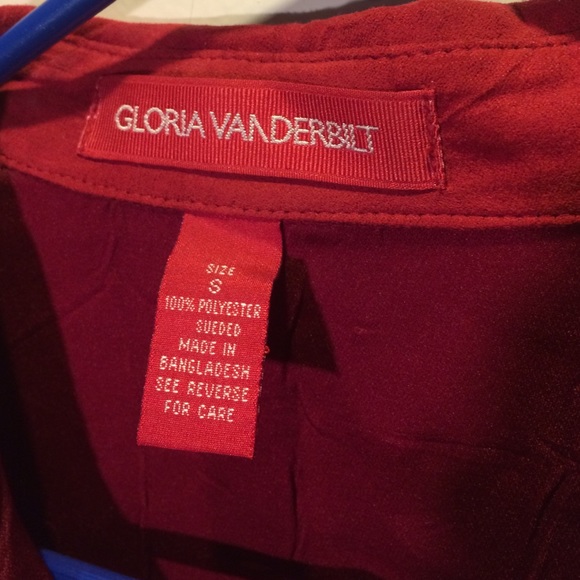 GLORIA VANDERBILT
SIZE
S
100% POLYESTER
SUEDED
MADE IN
BANGLADESH
SEE REVERSE
FOR CARE